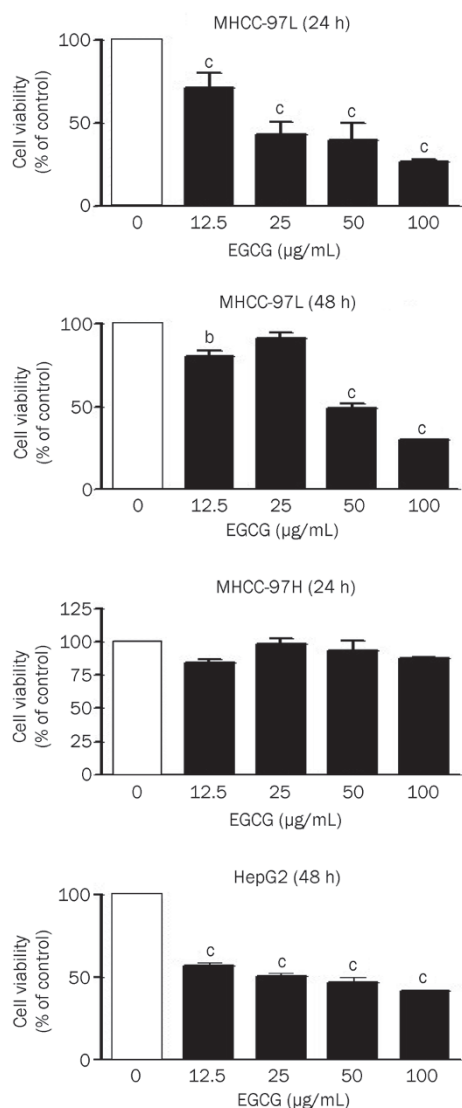 MHCC-97L (24 h)
Cell viability
(% of control)
100
50
0
c
c
c
c
0 12.5 25 50 100
EGCG (µg/mL)
MHCC-97L (48 h)
Cell viability
(% of control)
100
50
0
b
c
c
0 12.5 25 50 100
EGCG (µg/mL)
MHCC-97H (24 h)
Cell viability
(% of control)
125
100
75
50
25
0
0 12.5 25 50 100
EGCG (µg/mL)
HepG2 (48 h)
Cell viability
(% of control)
100
50
0
c
c
c
c
0 12.5 25 50 100
EGCG (µg/mL)